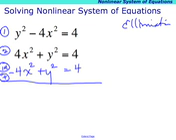 Nonlinear System of Equations
Solving Nonlinear System of Equations
① y² - 4x² = 4
② 4x² + y² = 4
- 4x² + y² = 4